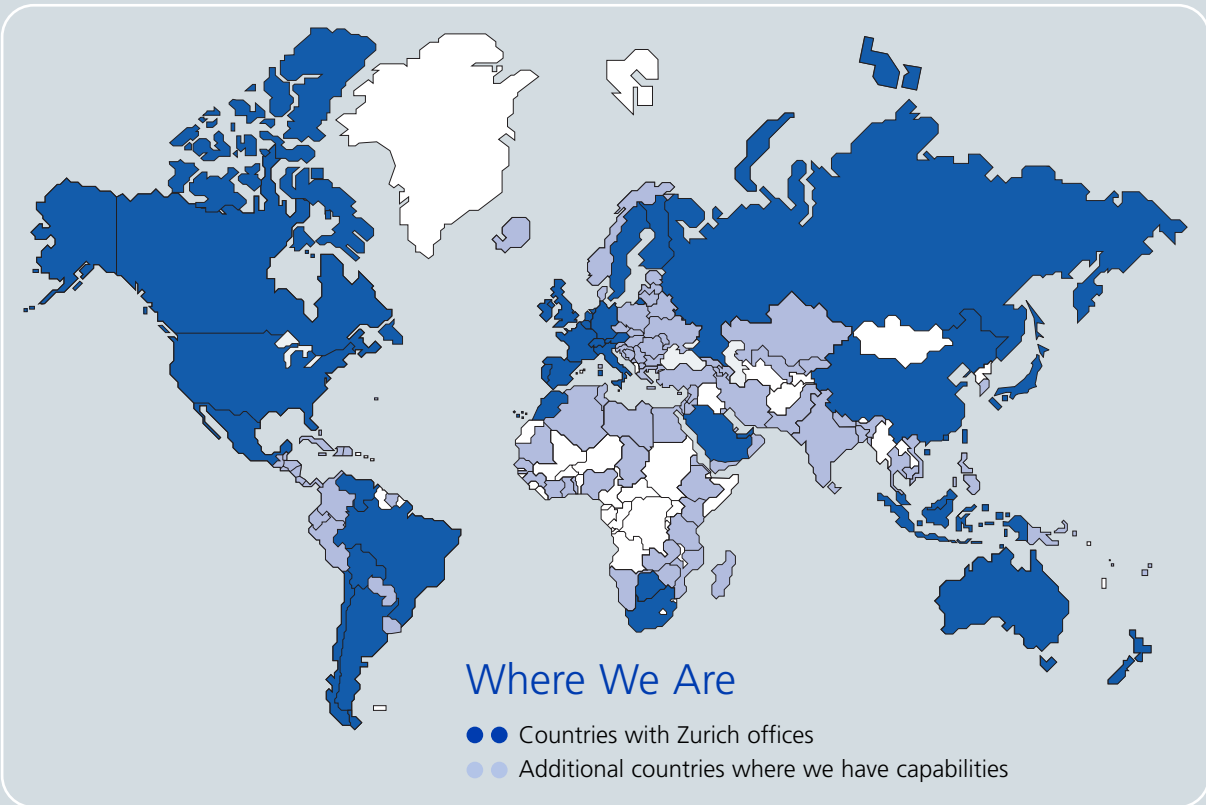 Where We Are
Countries with Zurich offices
Additional countries where we have capabilities